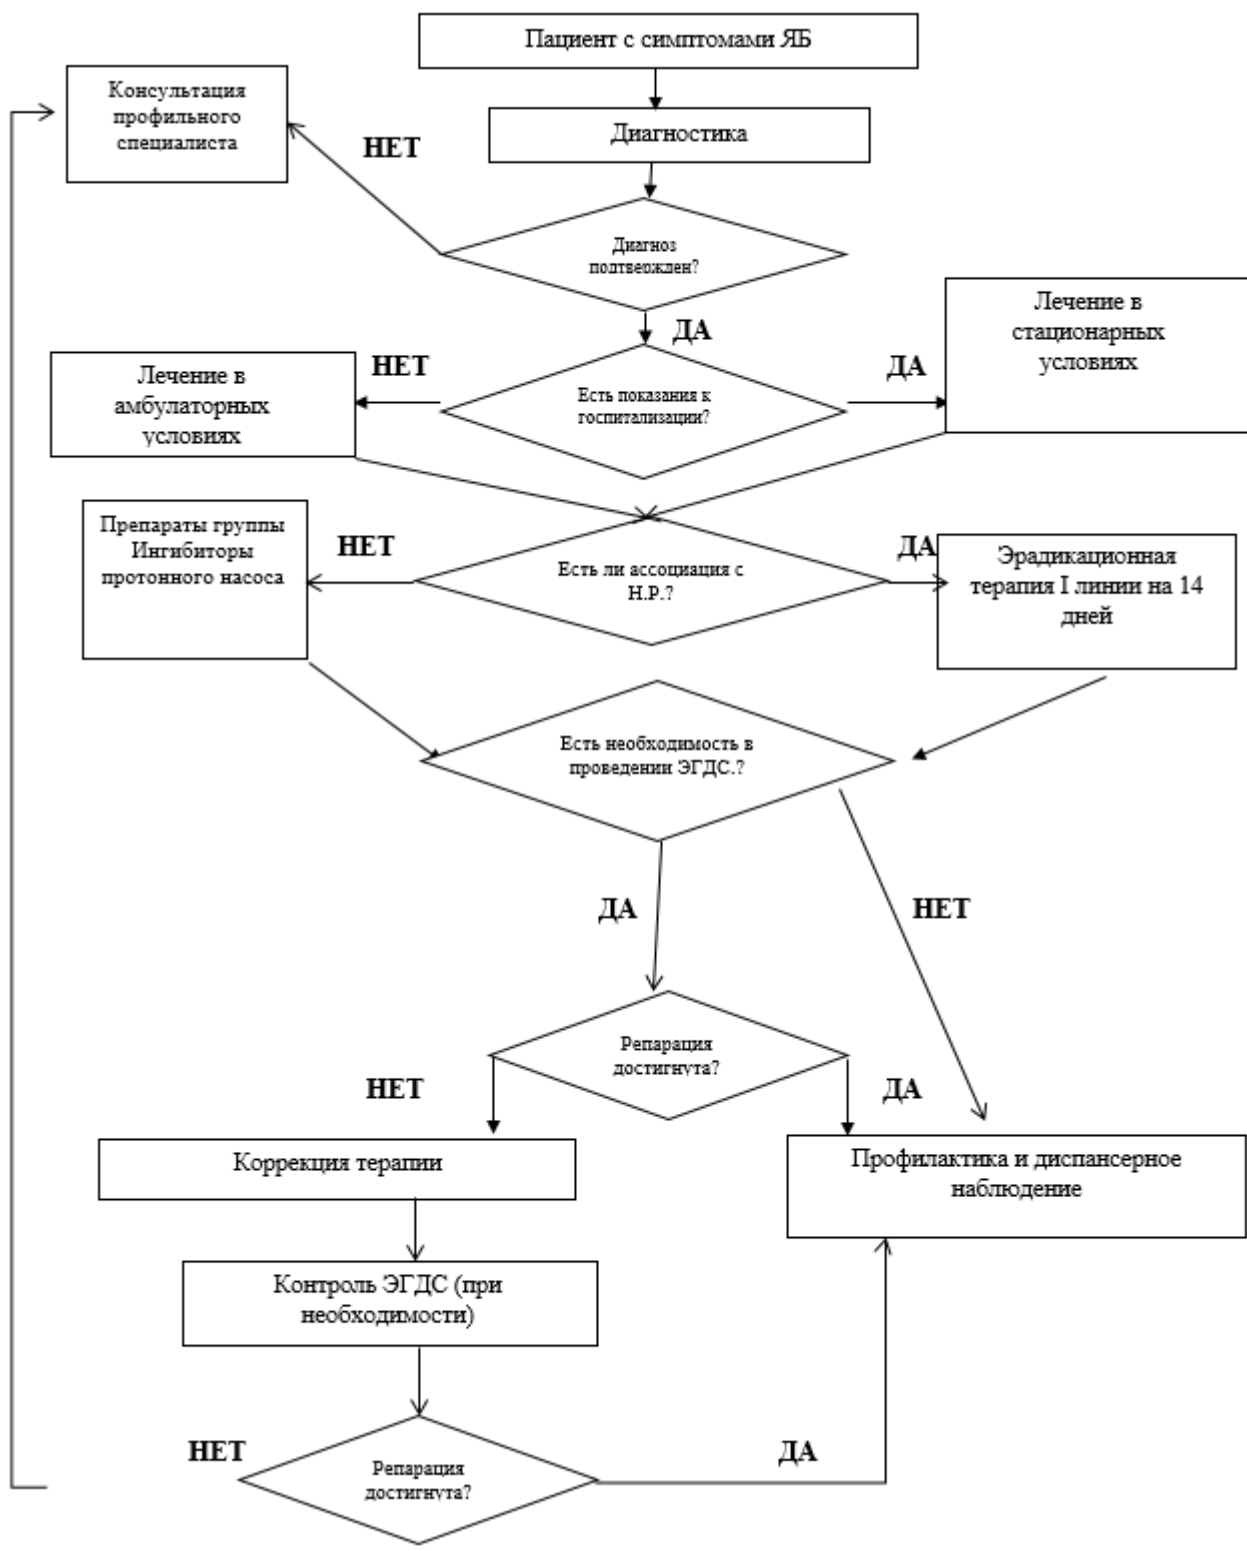 Пациент с симптомами ЯБ
Консультация
профильного
специалиста
НЕТ
Диагностика
Диагноз
подтвержден?
ДА
Лечение в
стационарных
условиях
НЕТ
ДА
Лечение в
амбулаторных
условиях
Есть показания к
госпитализации?
Препараты группы
Ингибиторы
протонного насоса
НЕТ
Есть ли ассоциация с
Н.Р.?
ДА
Эрадикационная
терапия I линии на 14
дней
Есть необходимость в
проведении ЭГДС.?
ДА
НЕТ
Репарация
достигнута?
НЕТ
ДА
Коррекция терапии
Профилактика и диспансерное
наблюдение
Контроль ЭГДС (при
необходимости)
НЕТ
Репарация
достигнута?
ДА